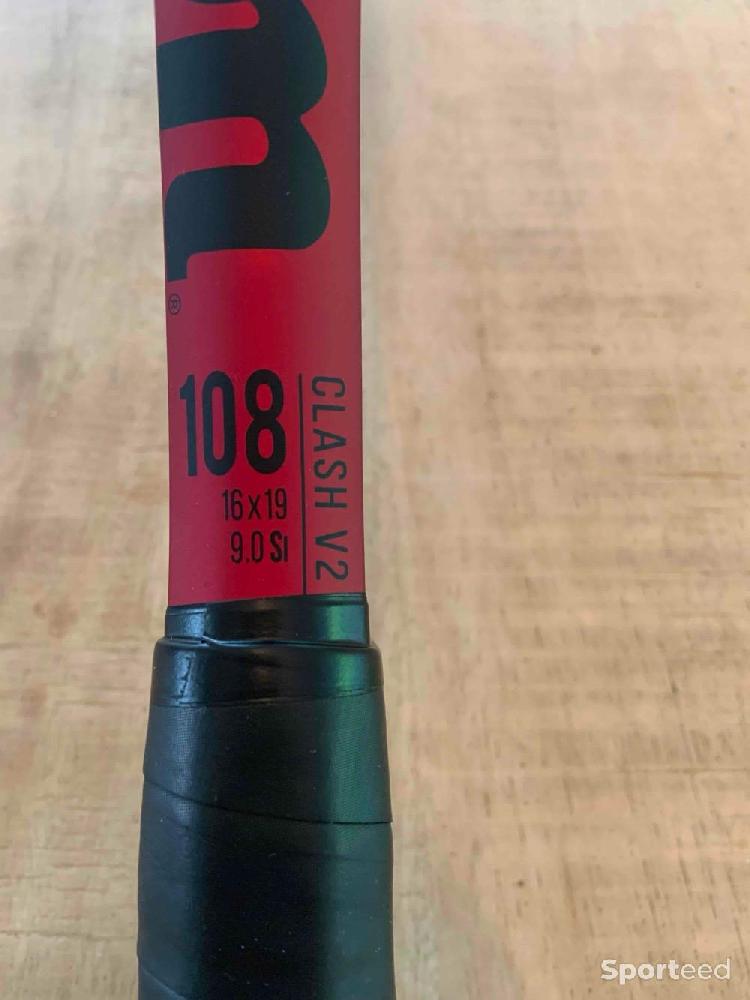 ®
108
16x19
9.0 Si
CLASH V2
Sporteed